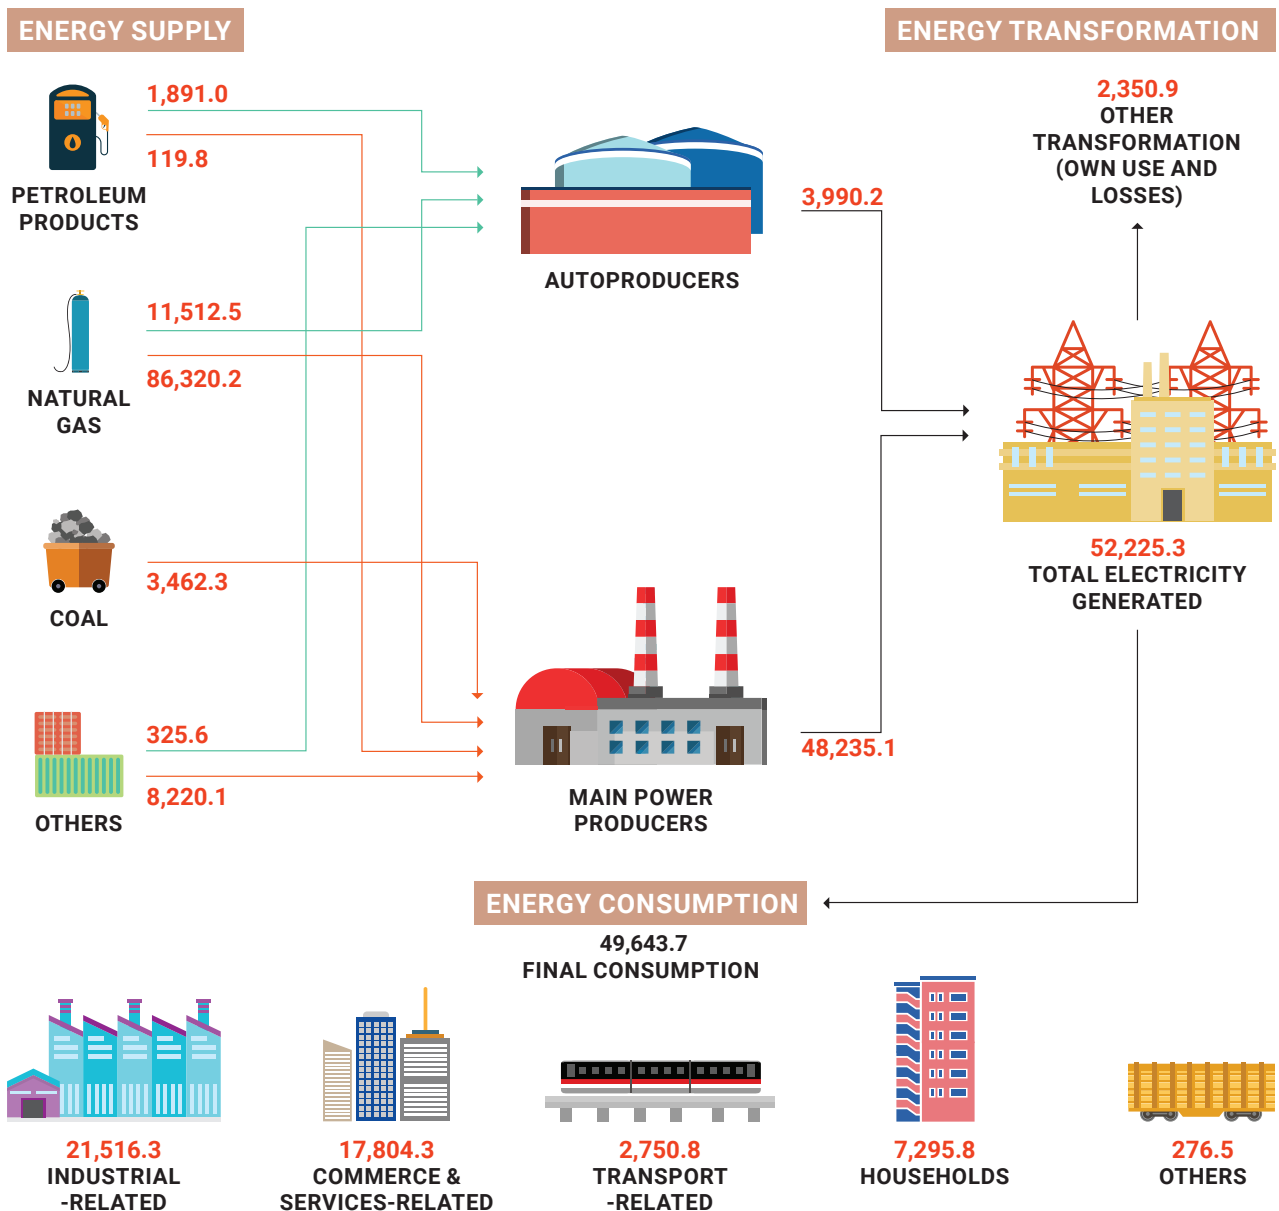 ENERGY SUPPLY
ENERGY TRANSFORMATION
1,891.0
119.8
PETROLEUM
PRODUCTS
11,512.5
86,320.2
NATURAL
GAS
3,462.3
COAL
325.6
8,220.1
OTHERS
AUTOPRODUCERS
3,990.2
MAIN POWER
PRODUCERS
48,235.1
2,350.9
OTHER
TRANSFORMATION
(OWN USE AND
LOSSES)
52,225.3
TOTAL ELECTRICITY
GENERATED
ENERGY CONSUMPTION
49,643.7
FINAL CONSUMPTION
21,516.3
INDUSTRIAL
-RELATED
17,804.3
COMMERCE &
SERVICES-RELATED
2,750.8
TRANSPORT
-RELATED
7,295.8
HOUSEHOLDS
276.5
OTHERS